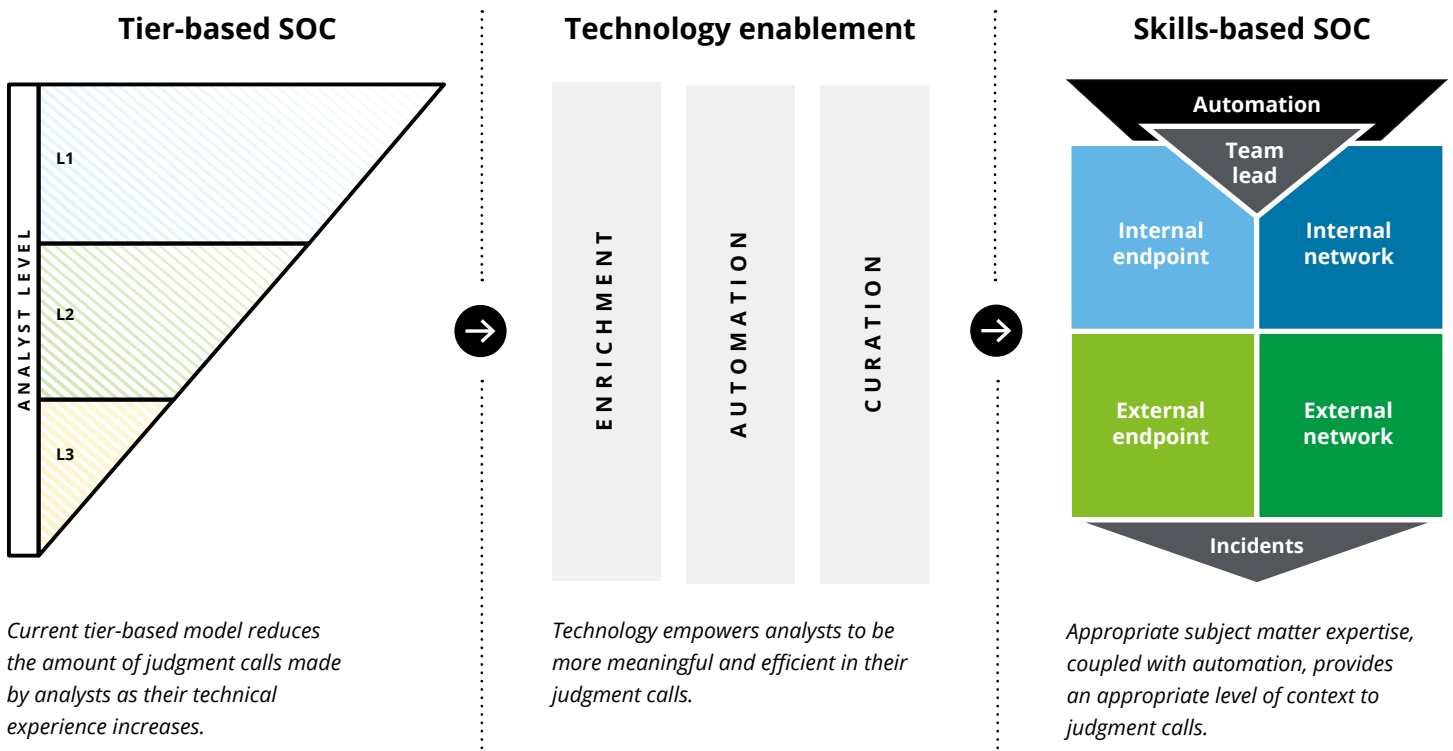 Tier-based SOC
ANALYST LEVEL
L1
L2
L3
Current tier-based model reduces
the amount of judgment calls made
by analysts as their technical
experience increases.
Technology enablement
ENRICHMENT
AUTOMATION
CURATION
Technology empowers analysts to be
more meaningful and efficient in their
judgment calls.
Skills-based SOC
Automation
Team
lead
Internal
endpoint
Internal
network
External
endpoint
External
network
Incidents
Appropriate subject matter expertise,
coupled with automation, provides
an appropriate level of context to
judgment calls.